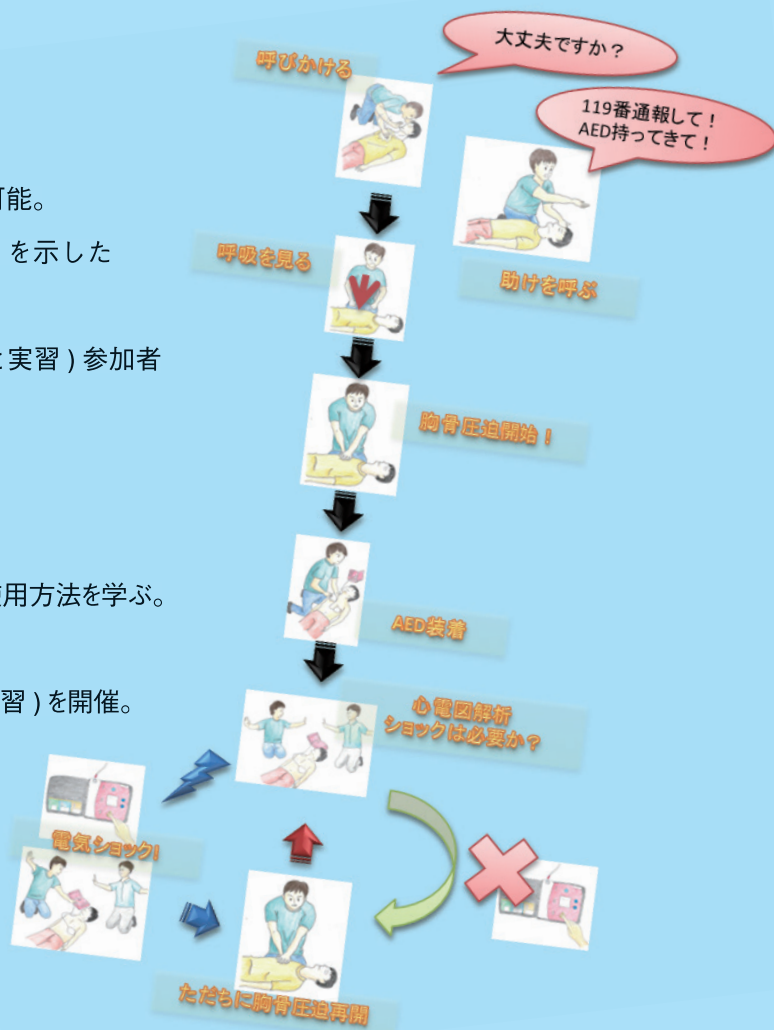 呼びかける
大丈夫ですか？
119番通報して！
AED持ってきて！
可能。
を示した
呼吸を見る
助けを呼ぶ
実習 ) 参加者
胸骨圧迫開始！
用方法を学ぶ。
AED装着
習 ) を開催。
心電図解析
ショックは必要か？
電気ショック!
ただちに胸骨圧迫再開